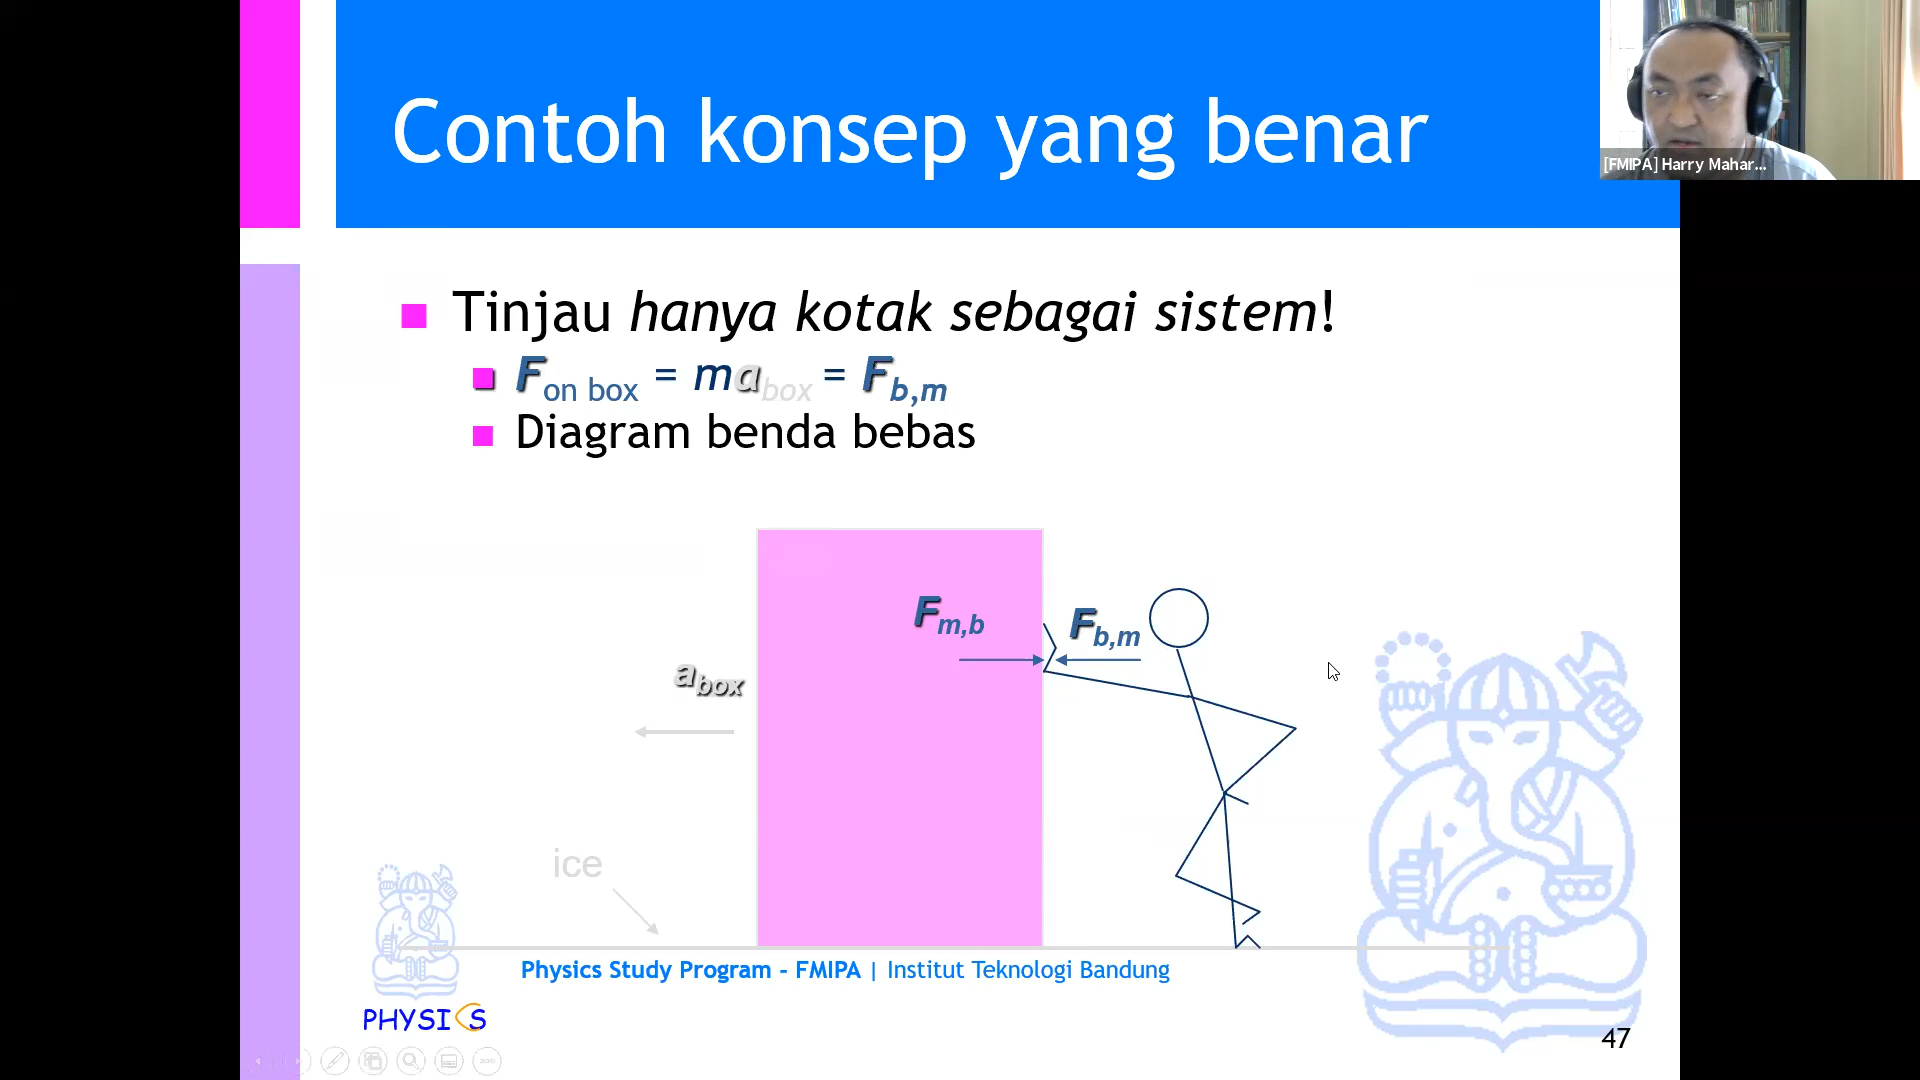 Contoh konsep yang benar
[FMIPA] Harry Mahar...
Tinjau hanya kotak sebagai sistem!
F on box = ma box = F b,m
Diagram benda bebas
F m,b
F b,m
a box
ice
Physics Study Program - FMIPA | Institut Teknologi Bandung
PHYSICS
47